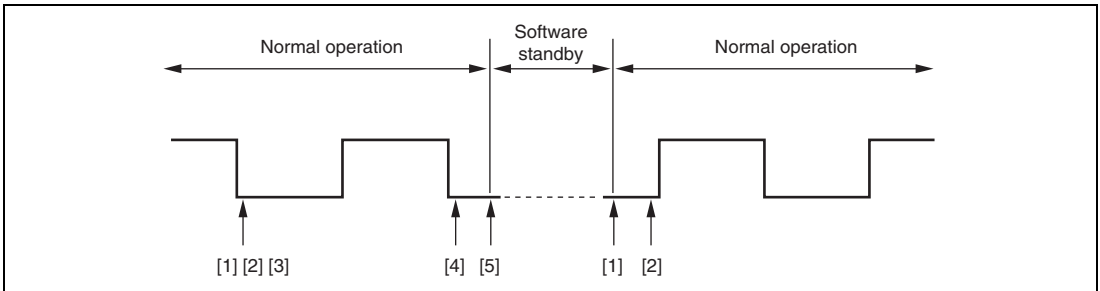 Normal operation
Software
standby
Normal operation
[1] [2] [3]
[4]
[5]
[1]
[2]